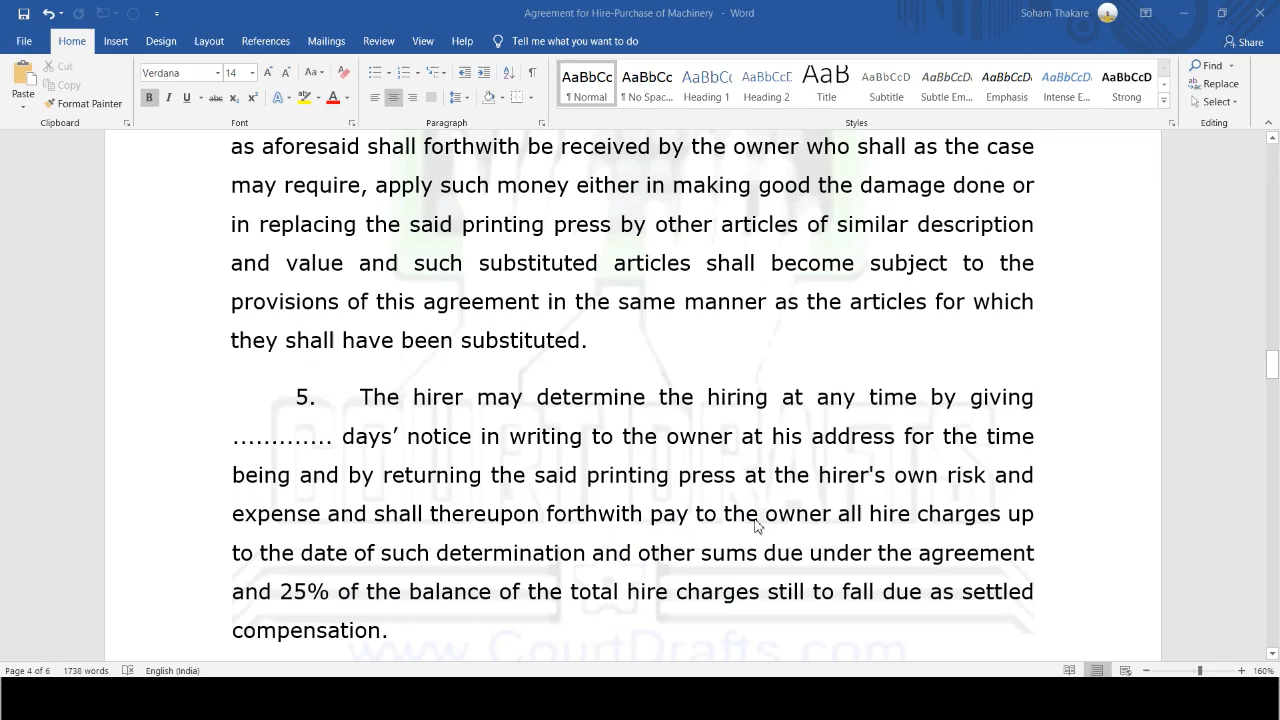 Agreement for Hire-Purchase of Machinery - Word
Soham Thakare
File Home Insert Design Layout References Mailings Review View Help Tell me what you want to do
Share
Paste
Cut
Copy
Format Painter
Clipboard
Verdana 14
Font
Paragraph
AaBbCc AaBbCc AaBbCc AaBbCcE AaB AaBbCcD AaBbCcD AaBbCcD AaBbCcD AaBbCcD
¶ Normal ¶ No Spac... Heading 1 Heading 2 Title Subtitle Subtle Em... Emphasis Intense E... Strong
Styles
Find
Replace
Select
Editing
as aforesaid shall forthwith be received by the owner who shall as the case
may require, apply such money either in making good the damage done or
in replacing the said printing press by other articles of similar description
and value and such substituted articles shall become subject to the
provisions of this agreement in the same manner as the articles for which
they shall have been substituted.
5. The hirer may determine the hiring at any time by giving
............. days’ notice in writing to the owner at his address for the time
being and by returning the said printing press at the hirer's own risk and
expense and shall thereupon forthwith pay to the owner all hire charges up
to the date of such determination and other sums due under the agreement
and 25% of the balance of the total hire charges still to fall due as settled
compensation.
COURT DRAFTS
www.CourtDrafts.com
Page 4 of 6 1738 words English (India)
160%